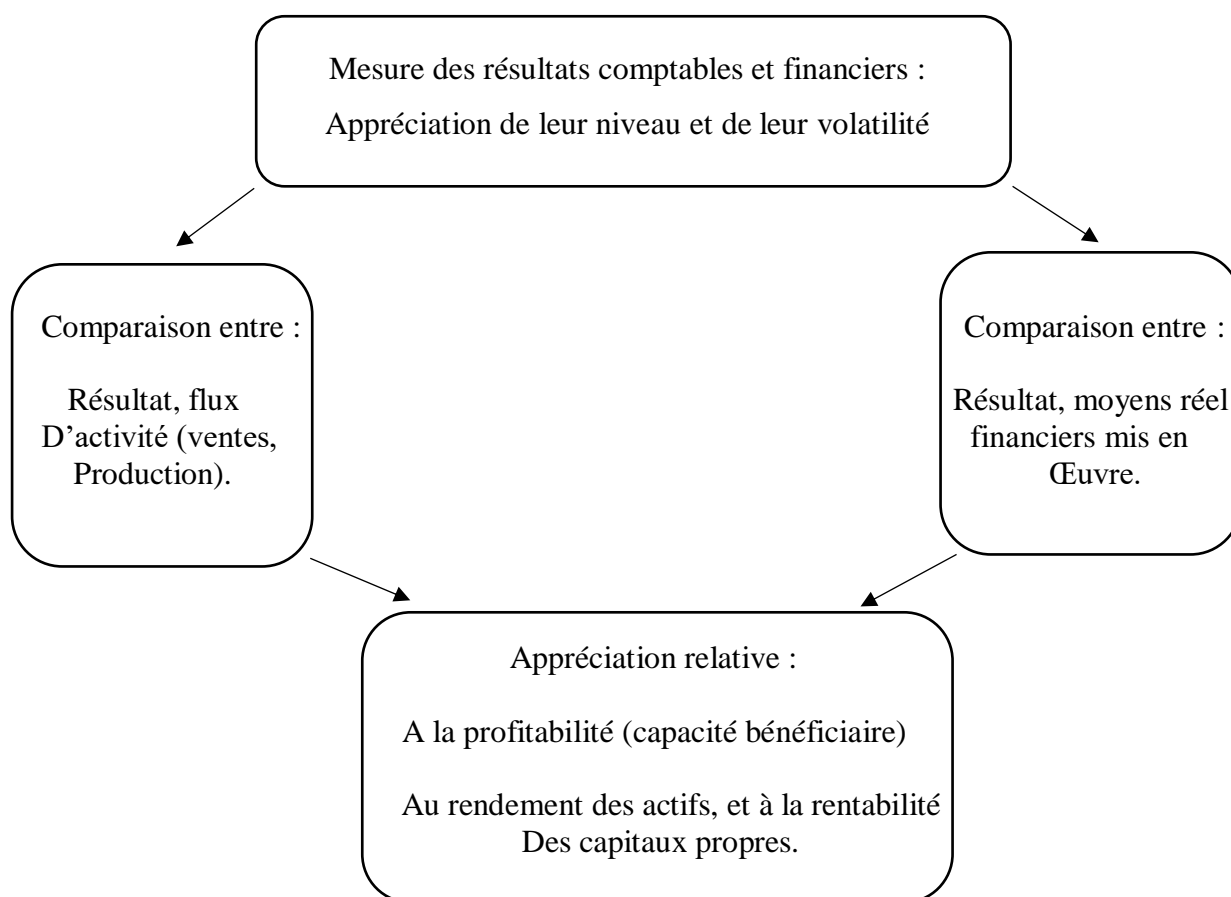 Mesure des résultats comptables et financiers :
Appréciation de leur niveau et de leur volatilité
Comparaison entre :
Résultat, flux
D’activité (ventes,
Production).
Comparaison entre :
Résultat, moyens réel
financiers mis en
Œuvre.
Appréciation relative :
A la profitabilité (capacité bénéficiaire)
Au rendement des actifs, et à la rentabilité
Des capitaux propres.